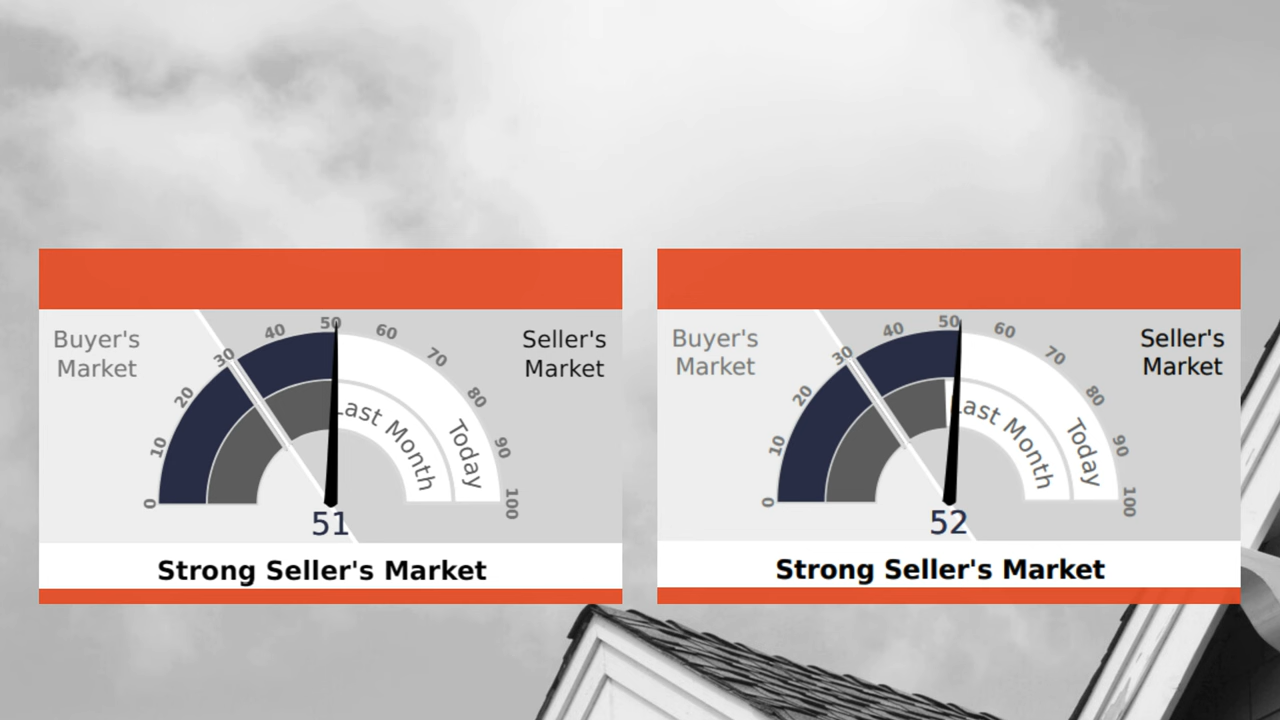 Buyer's
Market
Seller's
Market
0
10
20
30
40
50
60
70
80
90
100
Last Month
Today
51
Strong Seller's Market
Buyer's
Market
Seller's
Market
0
10
20
30
40
50
60
70
80
90
100
Last Month
Today
52
Strong Seller's Market